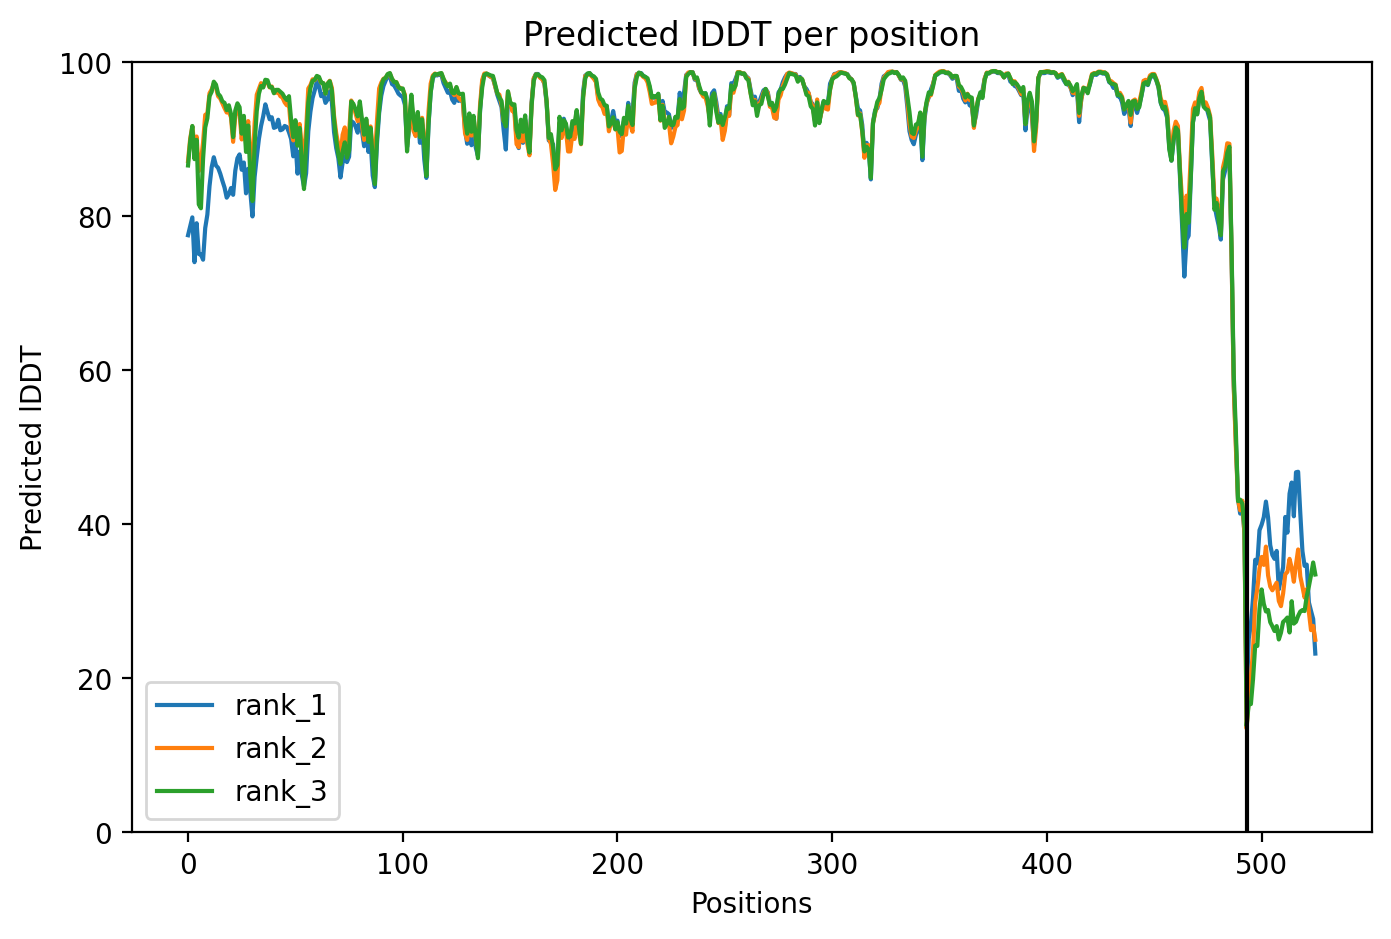 Predicted lDDT per position
100
80
60
40
20
0
Predicted lDDT
rank_1
rank_2
rank_3
0 100 200 300 400 500
Positions